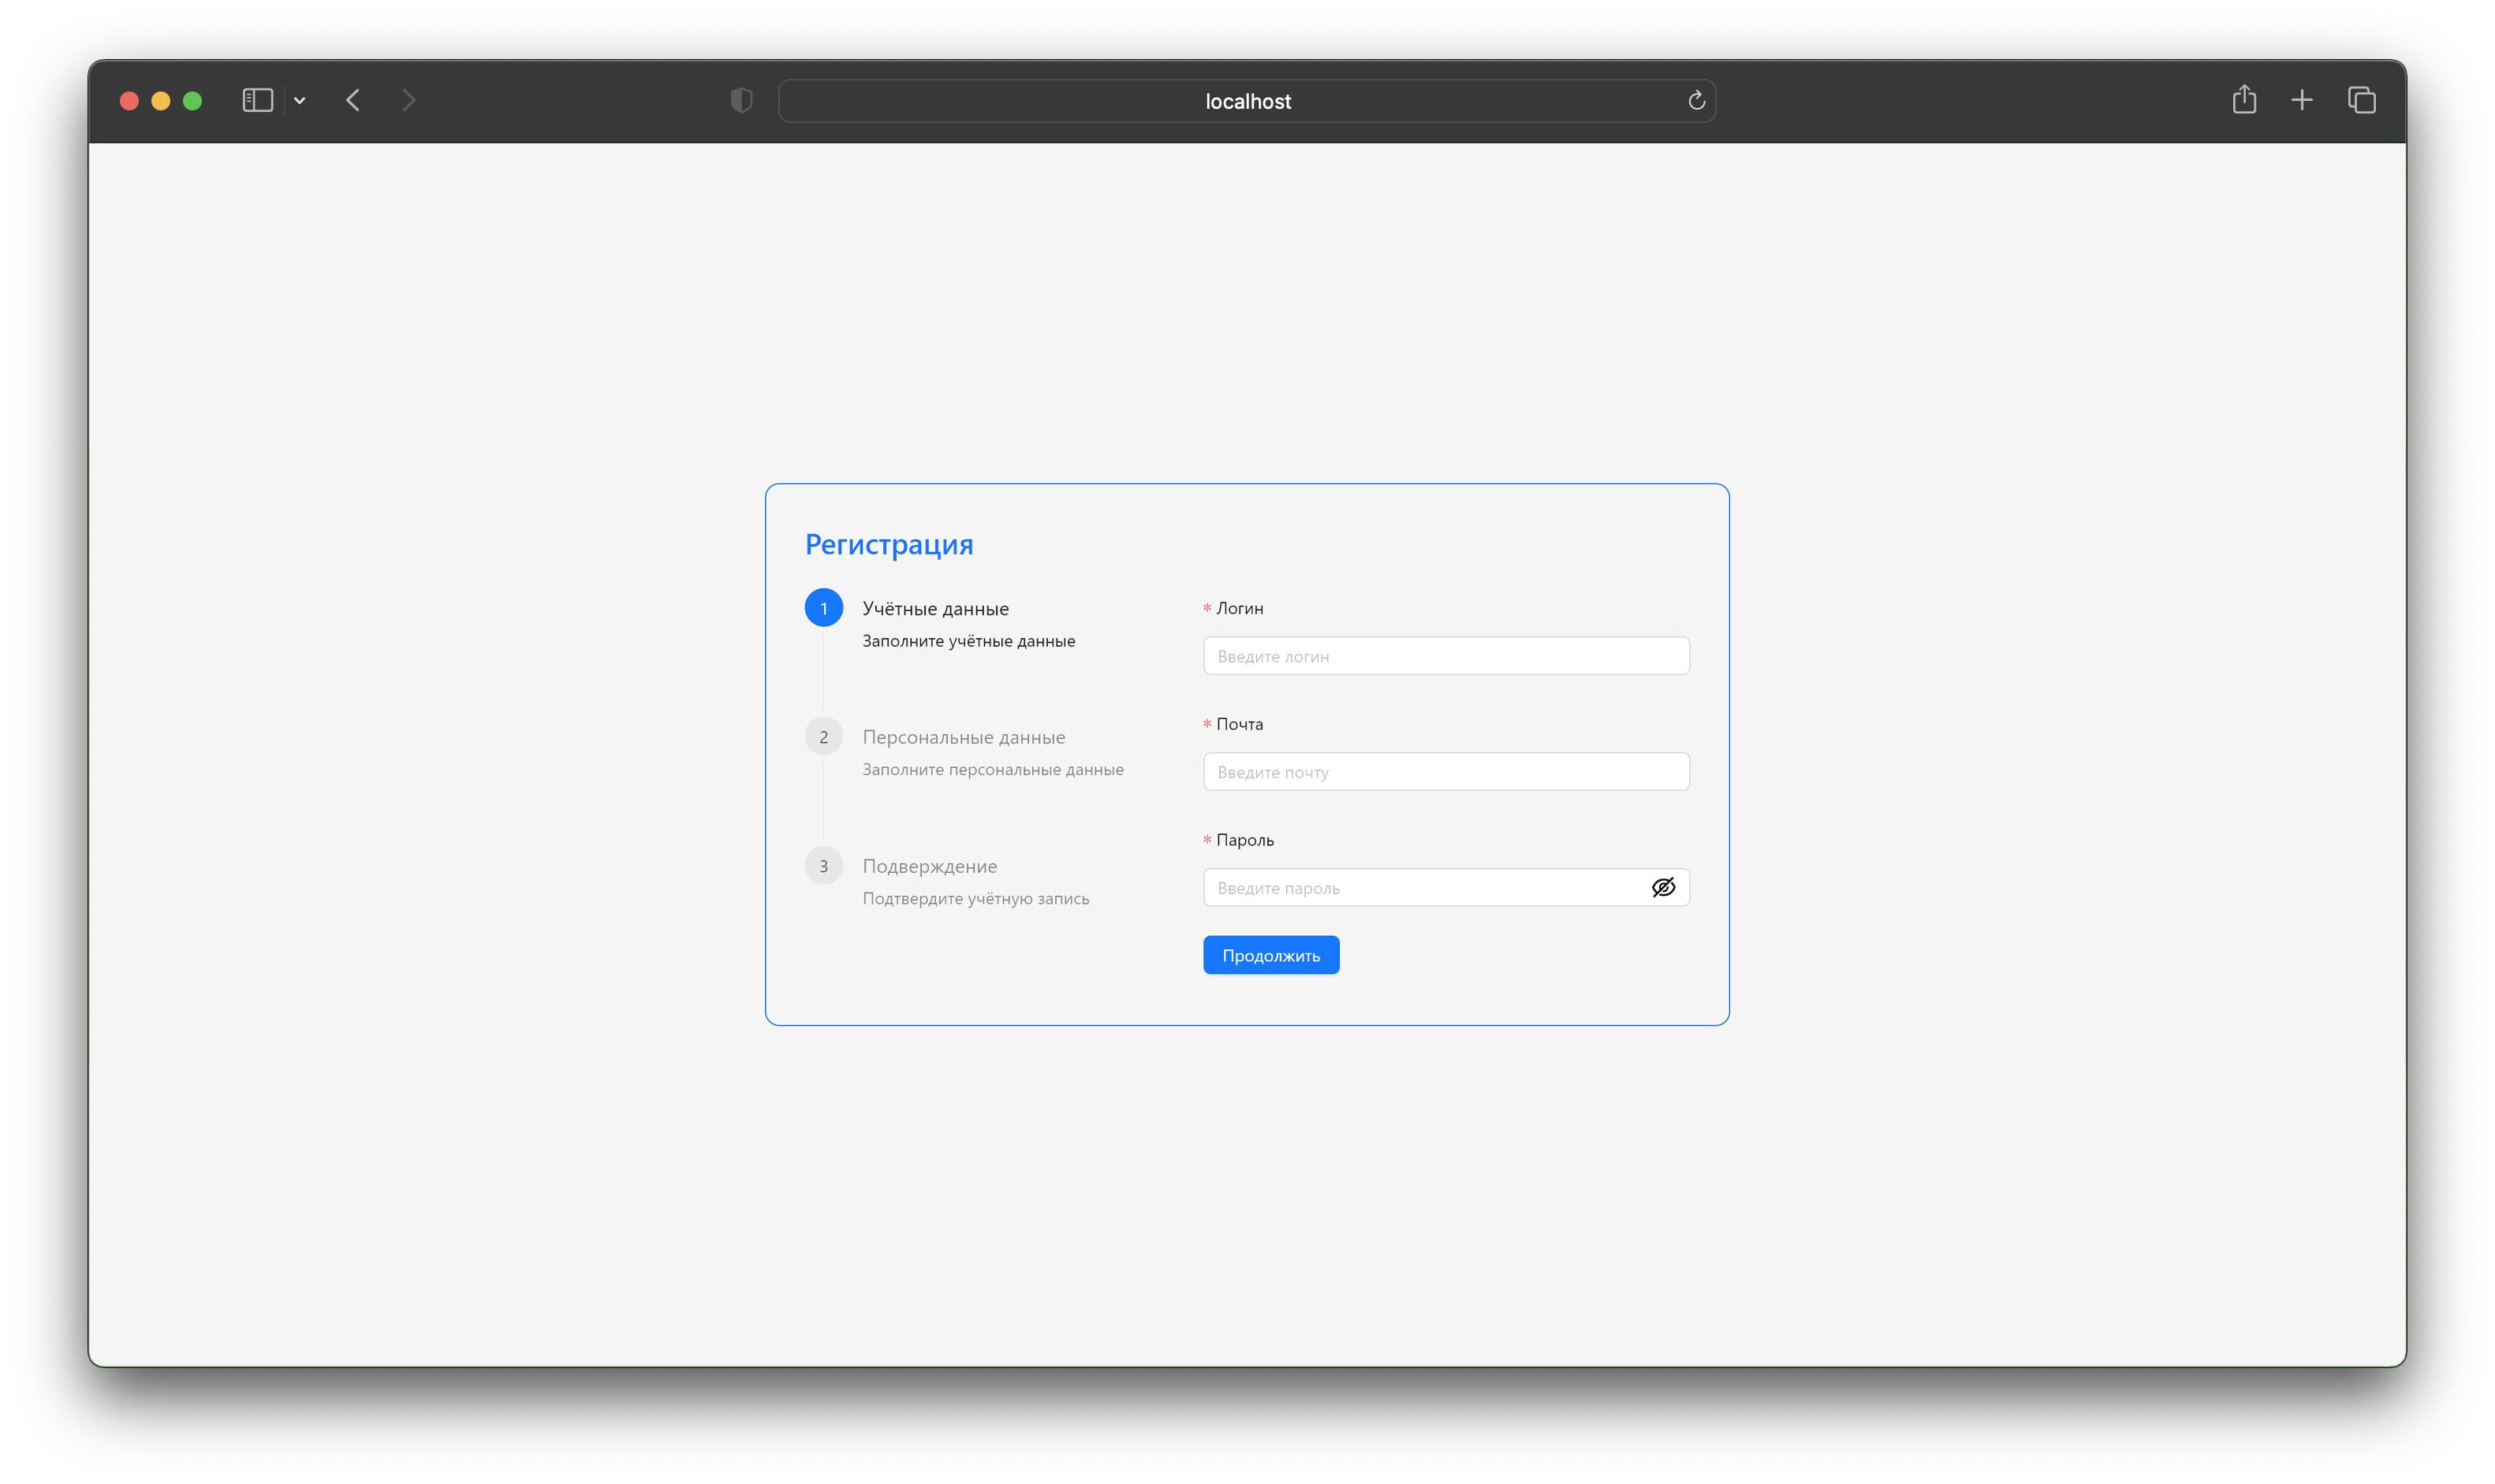 localhost
Регистрация
1
Учётные данные
Заполните учётные данные
2
Персональные данные
Заполните персональные данные
3
Подверждение
Подтвердите учётную запись
* Логин
Введите логин
* Почта
Введите почту
* Пароль
Введите пароль
Продолжить